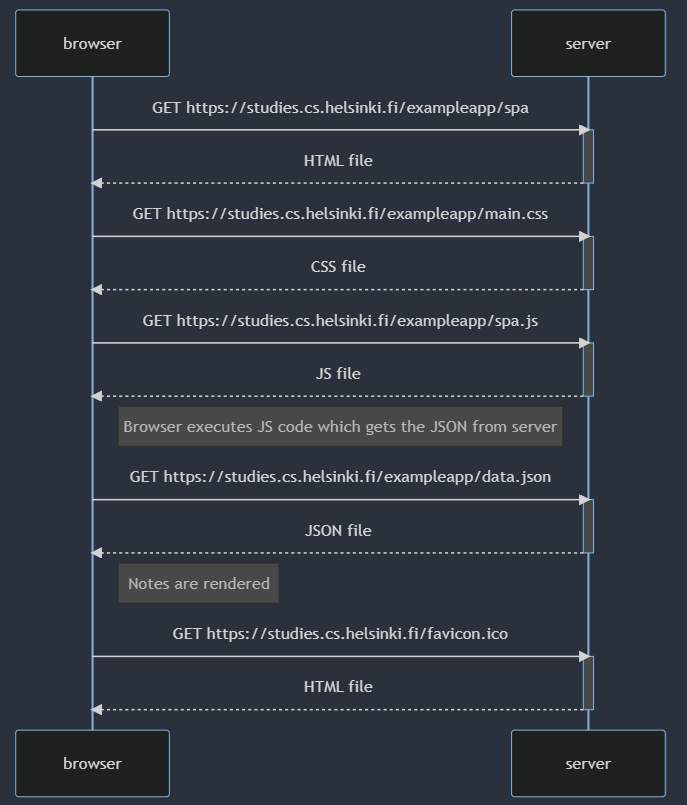 browser
server
GET https://studies.cs.helsinki.fi/exampleapp/spa
HTML file
GET https://studies.cs.helsinki.fi/exampleapp/main.css
CSS file
GET https://studies.cs.helsinki.fi/exampleapp/spa.js
JS file
Browser executes JS code which gets the JSON from server
GET https://studies.cs.helsinki.fi/exampleapp/data.json
JSON file
Notes are rendered
GET https://studies.cs.helsinki.fi/favicon.ico
HTML file
browser
server